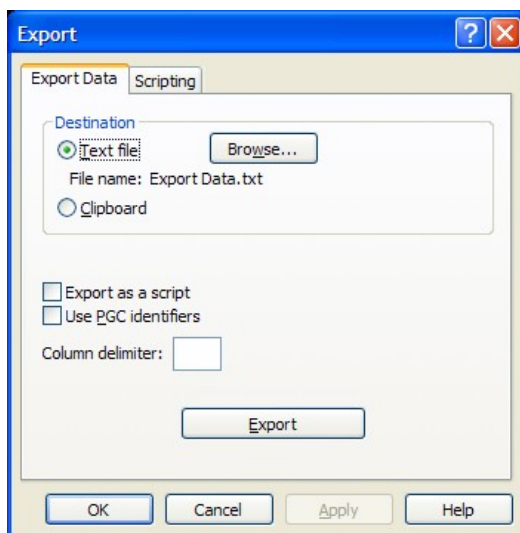 Export
Export Data Scripting
Destination
Text file Browse...
File name: Export Data.txt
Clipboard
Export as a script
Use PGC identifiers
Column delimiter:
Export
OK Cancel Apply Help